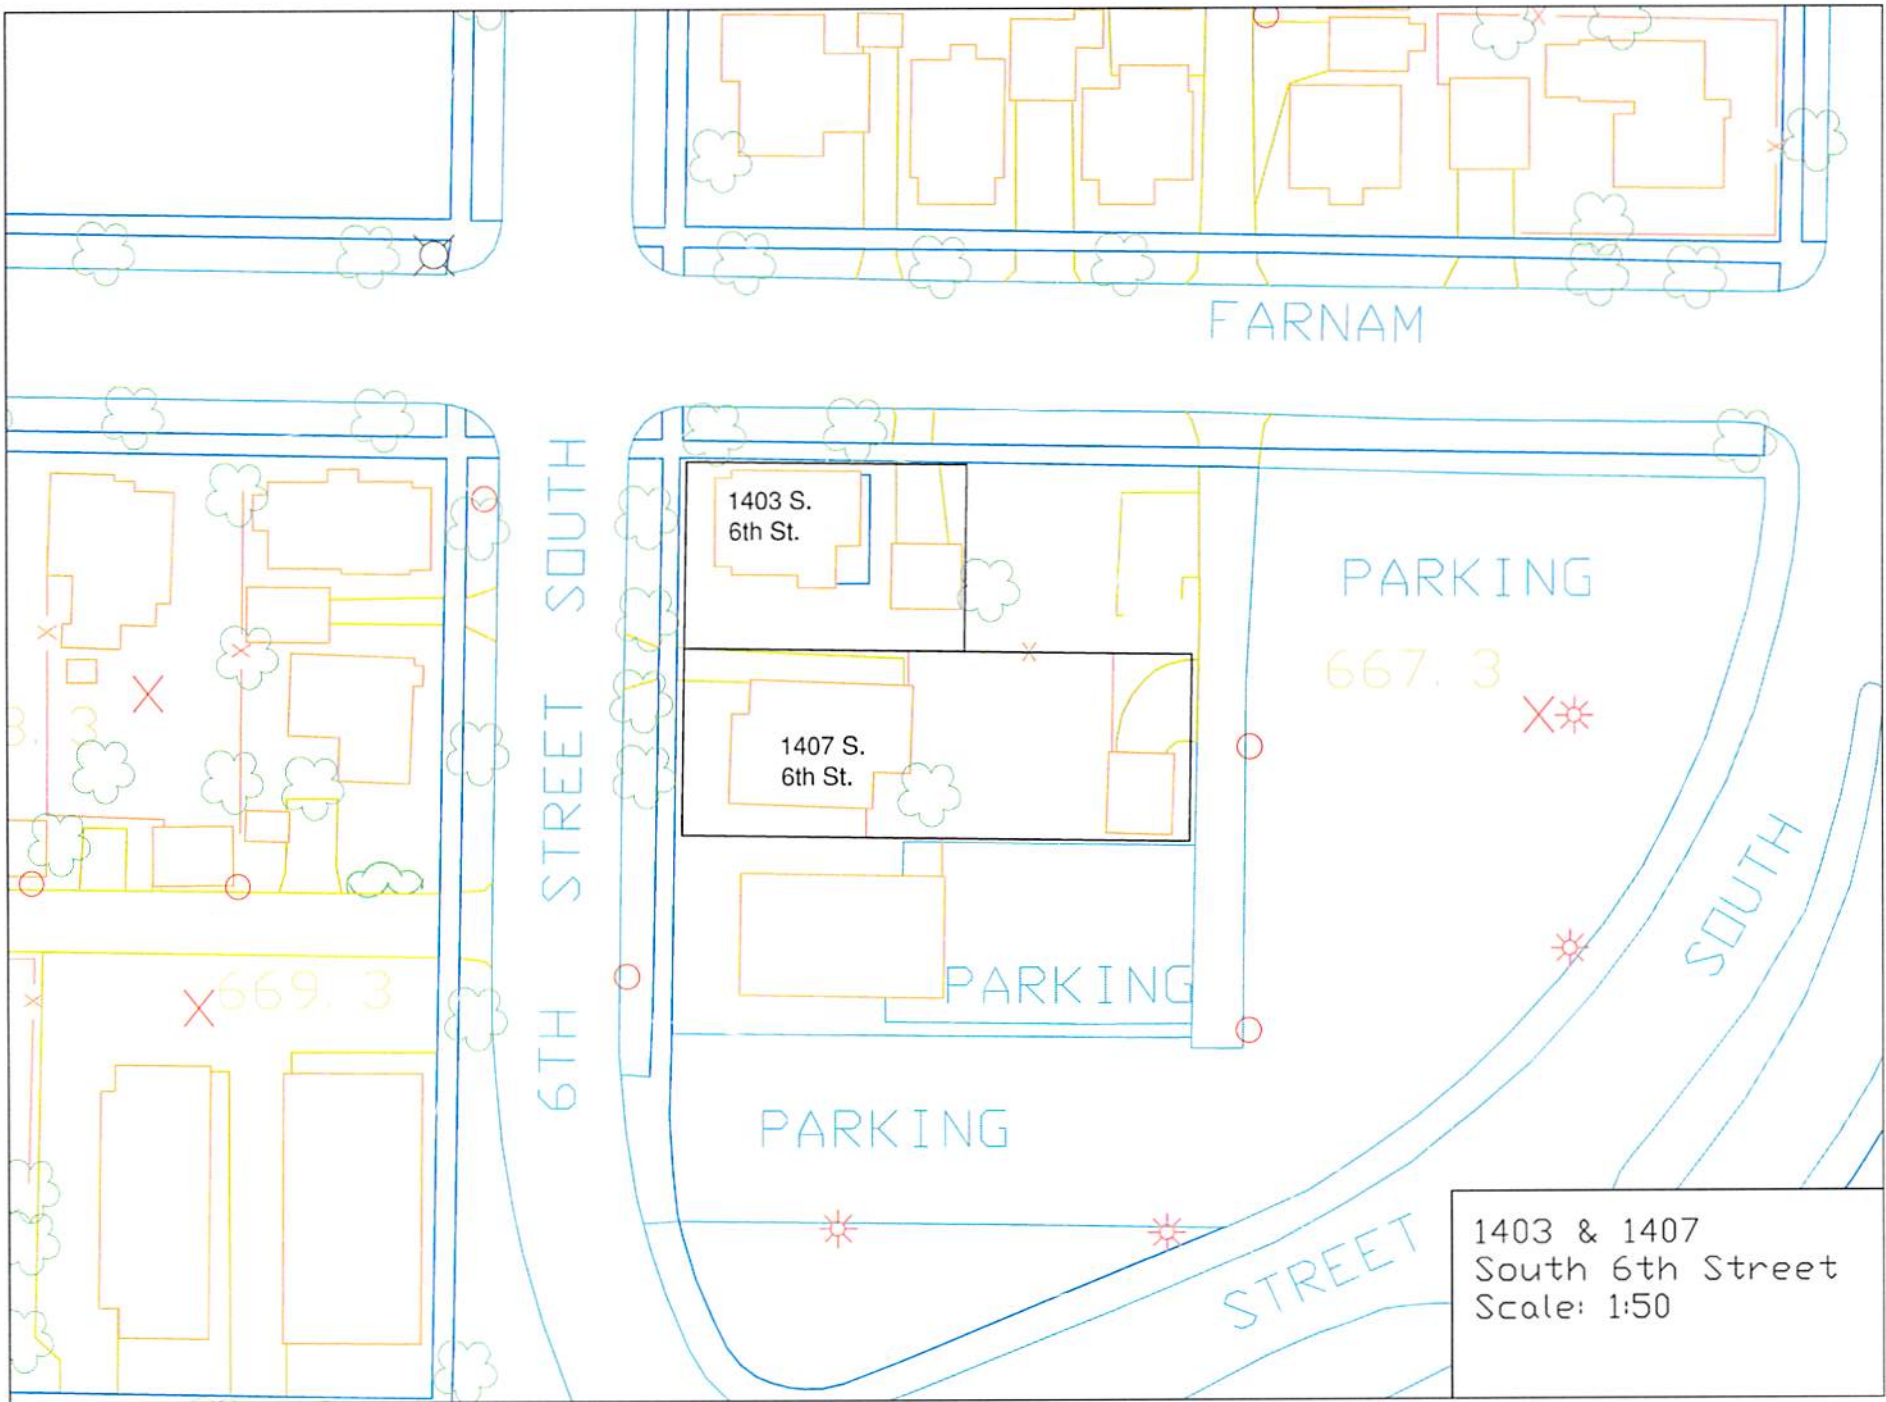 FARNAM
1403 S.
6th St.
PARKING
667. 3
1407 S.
6th St.
6TH STREET SOUTH
PARKING
669. 3
PARKING
STREET SOUTH
1403 & 1407
South 6th Street
Scale: 1:50